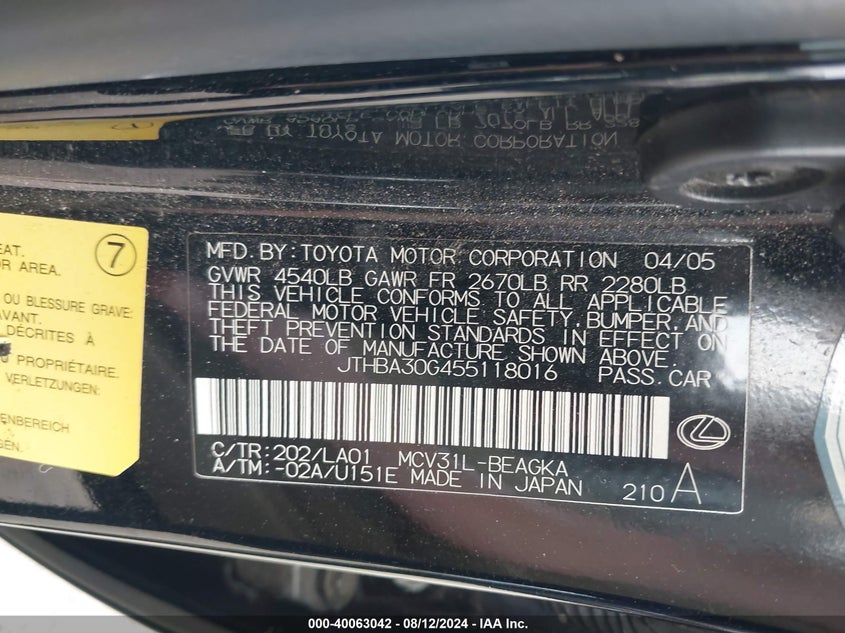 EAT.
OR AREA.
7
OU BLESSURE GRAVE:
AVANT.
DÉCRITES À
U PROPRIÉTAIRE.
VERLETZUNGEN.
ENBEREICH
GEN.
MFD. BY: TOYOTA MOTOR CORPORATION 04/05
GVWR 4540LB GAWR FR 2670LB RR 2280LB
THIS VEHICLE CONFORMS TO ALL APPLICABLE
FEDERAL MOTOR VEHICLE SAFETY, BUMPER, AND
THEFT PREVENTION STANDARDS IN EFFECT ON
THE DATE OF MANUFACTURE SHOWN ABOVE.
JTHBA30G455118016 PASS. CAR
C/TR: 202/LA01 MCV31L-BEAGKA
A/TM: -02A/U151E MADE IN JAPAN 210 A
000-40063042 - 08/12/2024 - © IAA Inc.